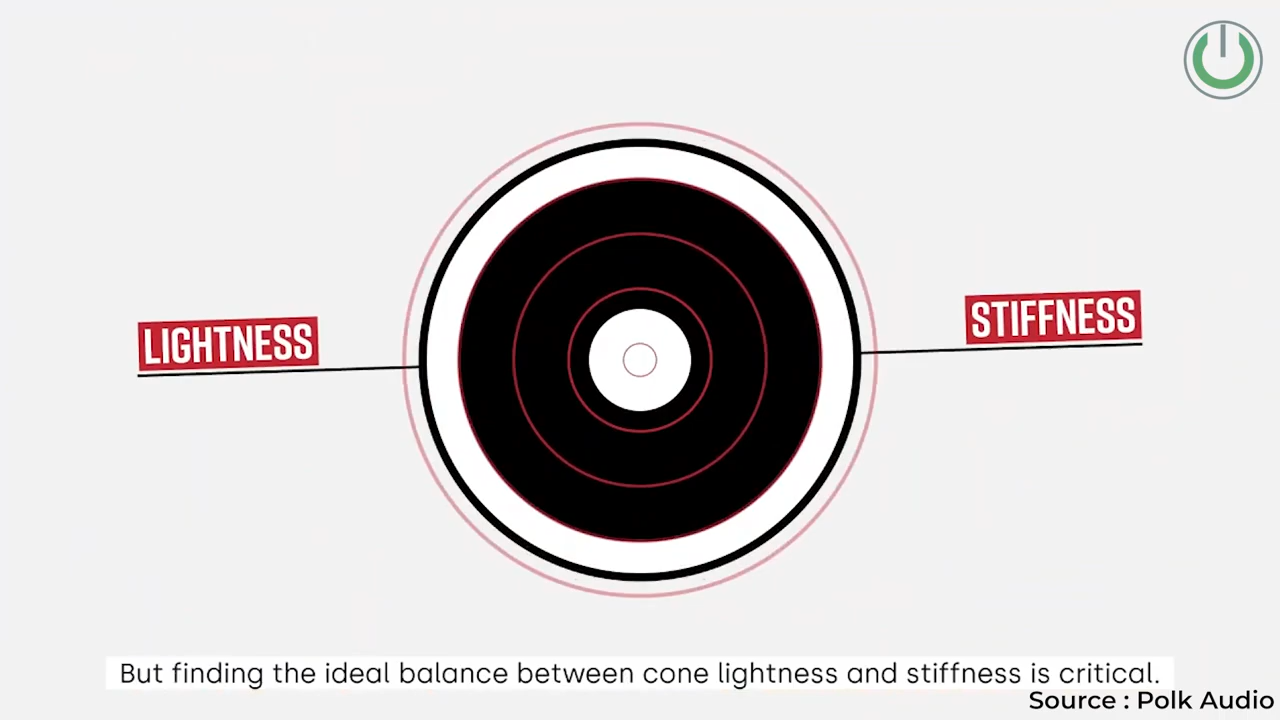 LIGHTNESS
STIFFNESS
But finding the ideal balance between cone lightness and stiffness is critical.
Source : Polk Audio